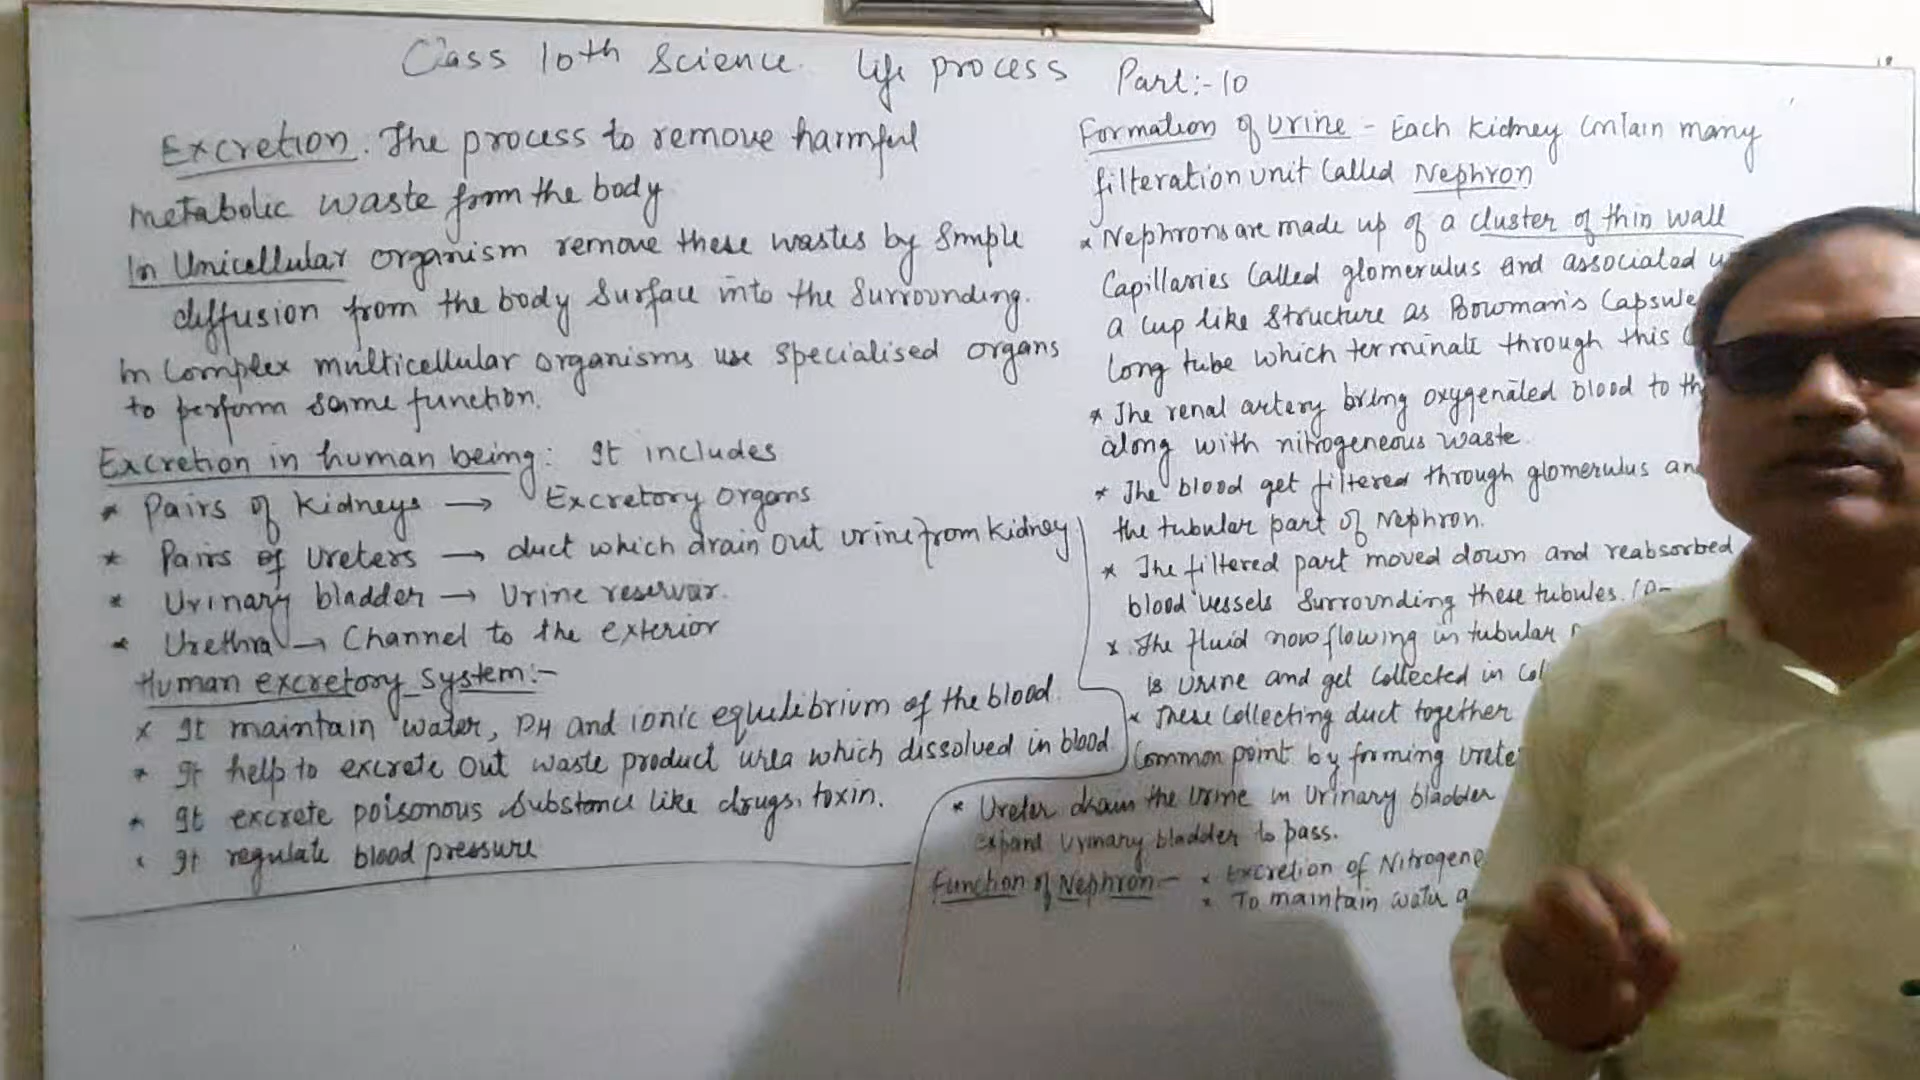 Class 10th Science. life process Part:-10
Excretion. The process to remove harmful
metabolic waste from the body
In Unicellular organism remove these wastes by simple
diffusion from the body surface into the surrounding.
In complex multicellular organisms use specialised organs
to perform same function.
Excretion in human being: It includes
* Pairs of kidneys → Excretory organs
* Pairs of Ureters → duct which drain out urine from kidney
* Urinary bladder → Urine reservar.
* Urethra → Channel to the exterior
Human excretory system:-
* It maintain water, PH and ionic equilibrium of the blood.
* It help to excrete out waste product urea which dissolved in blood
* It excrete poisonous substance like drugs, toxin.
* It regulate blood pressure
Formation of urine - Each kidney contain many
filteration unit called Nephron
* Nephrons are made up of a cluster of thin wall
capillaries called glomerulus and associated
a cup like structure as Bowman's capsule
long tube which terminate through this
* The renal artery bring oxygenated blood to
along with nitrogeneous waste.
* The blood get filtered through glomerulus
the tubular part of Nephron.
* The filtered part moved down and reabsorbed
blood vessels surrounding these tubules.
* The fluid now flowing in tubular
is urine and get collected in
* These collecting duct together
common point by forming
* Ureter drain the urine in urinary bladder
expand urinary bladder to pass.
Function of Nephron - * Excretion of
* To maintain water